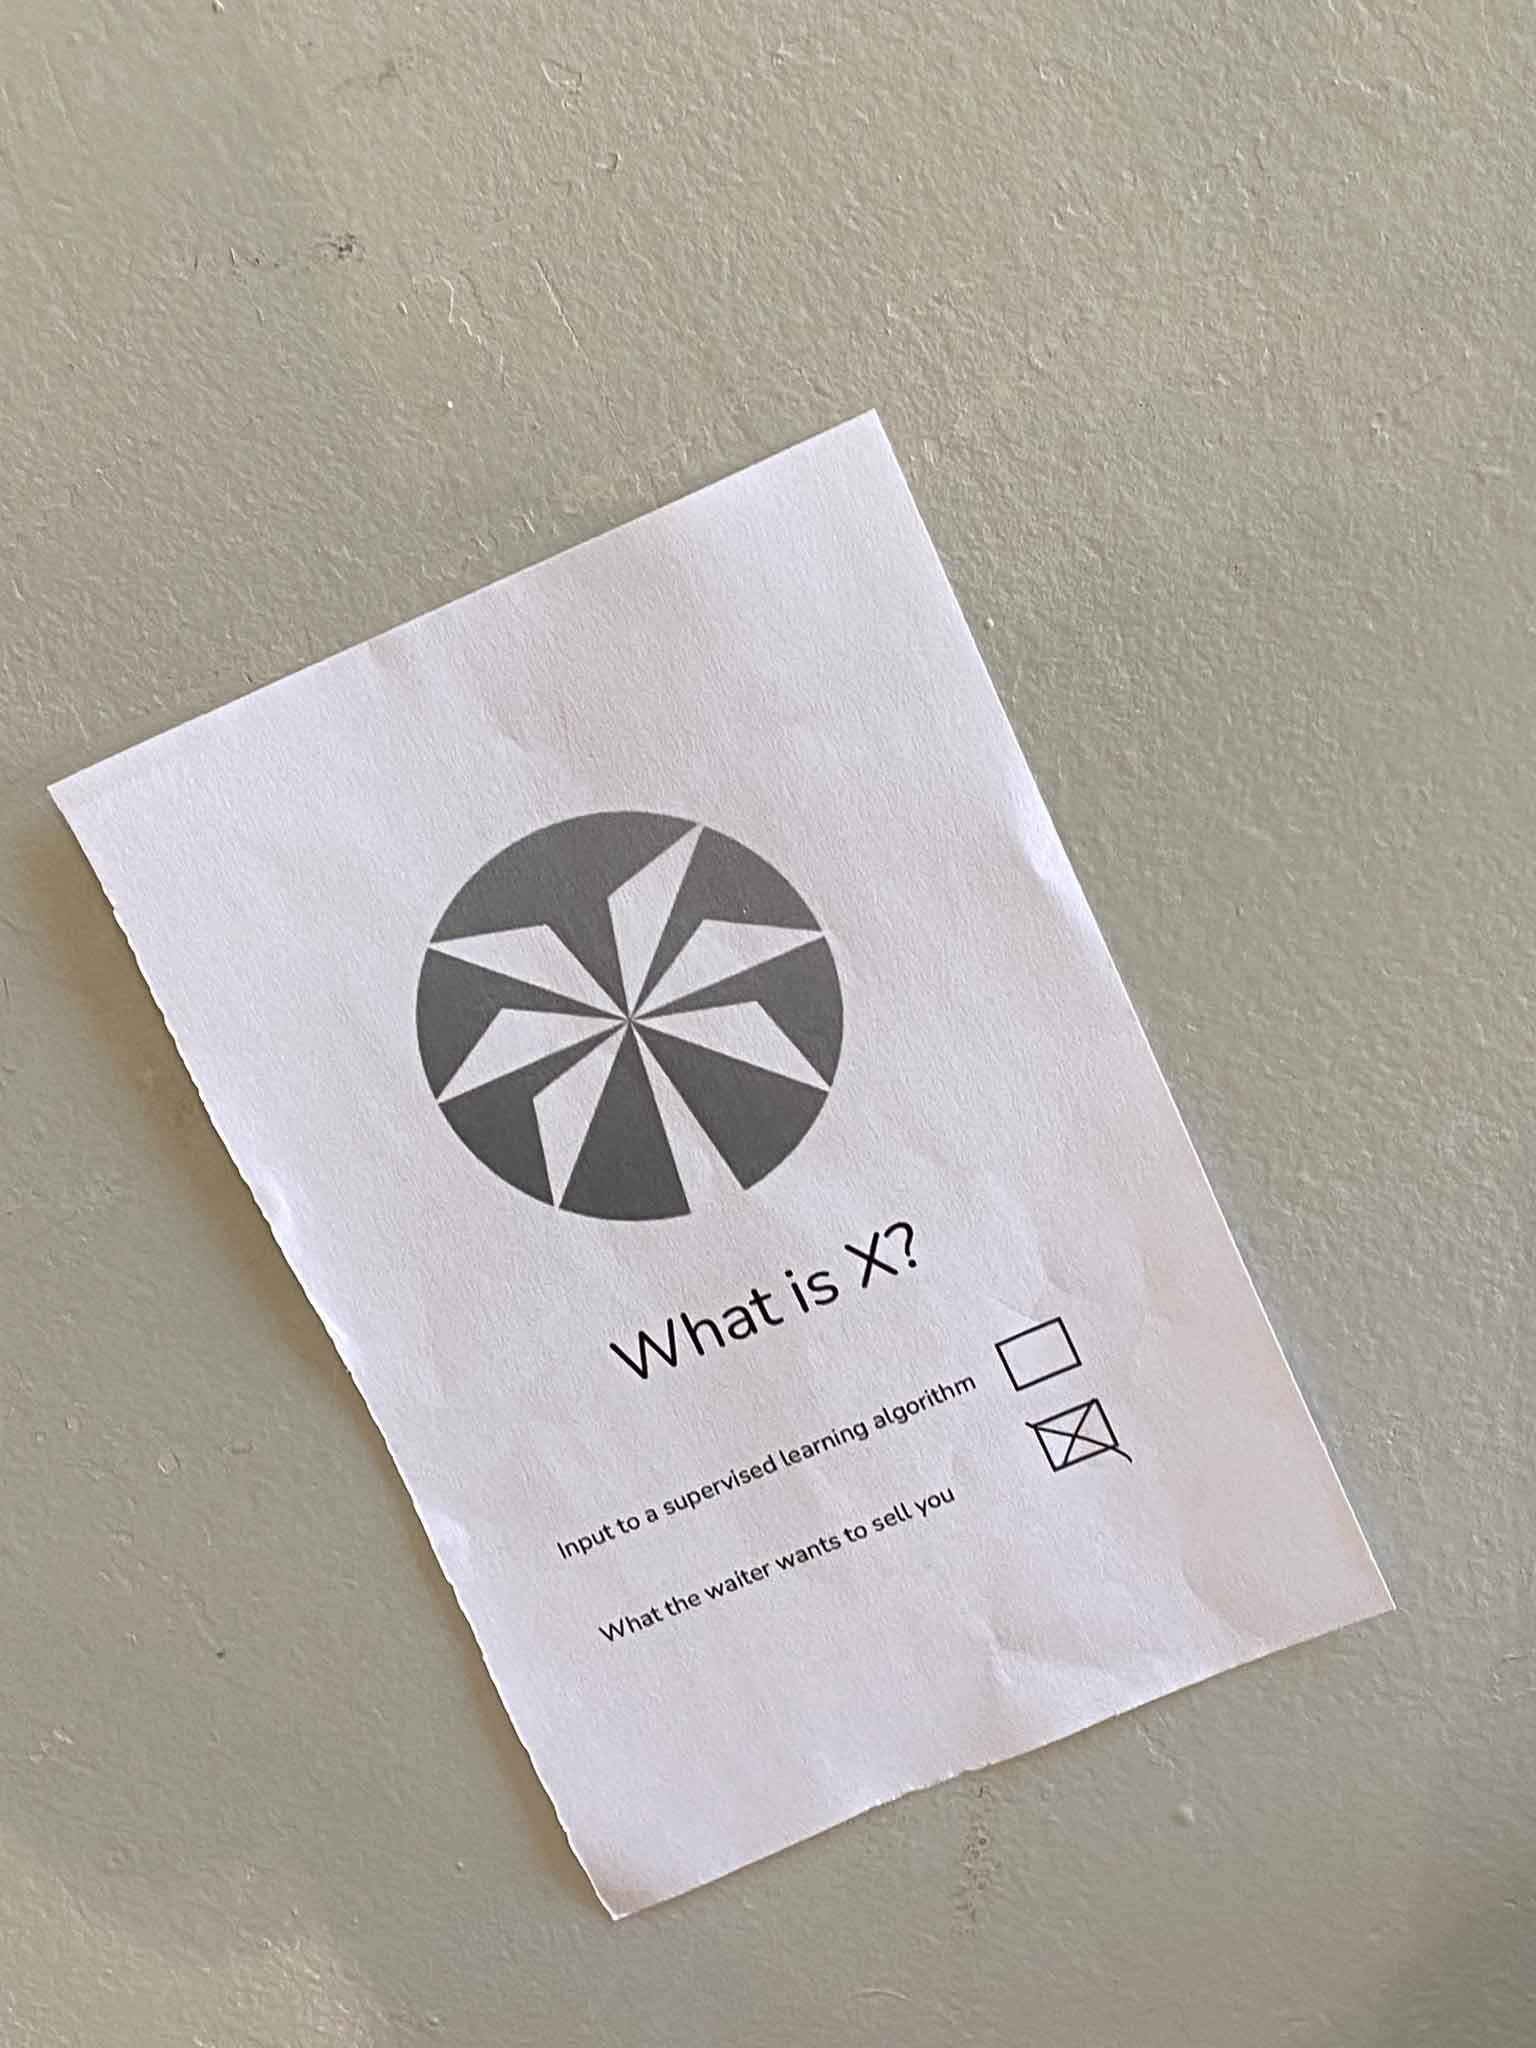 What is X?
Input to a supervised learning algorithm
What the waiter wants to sell you